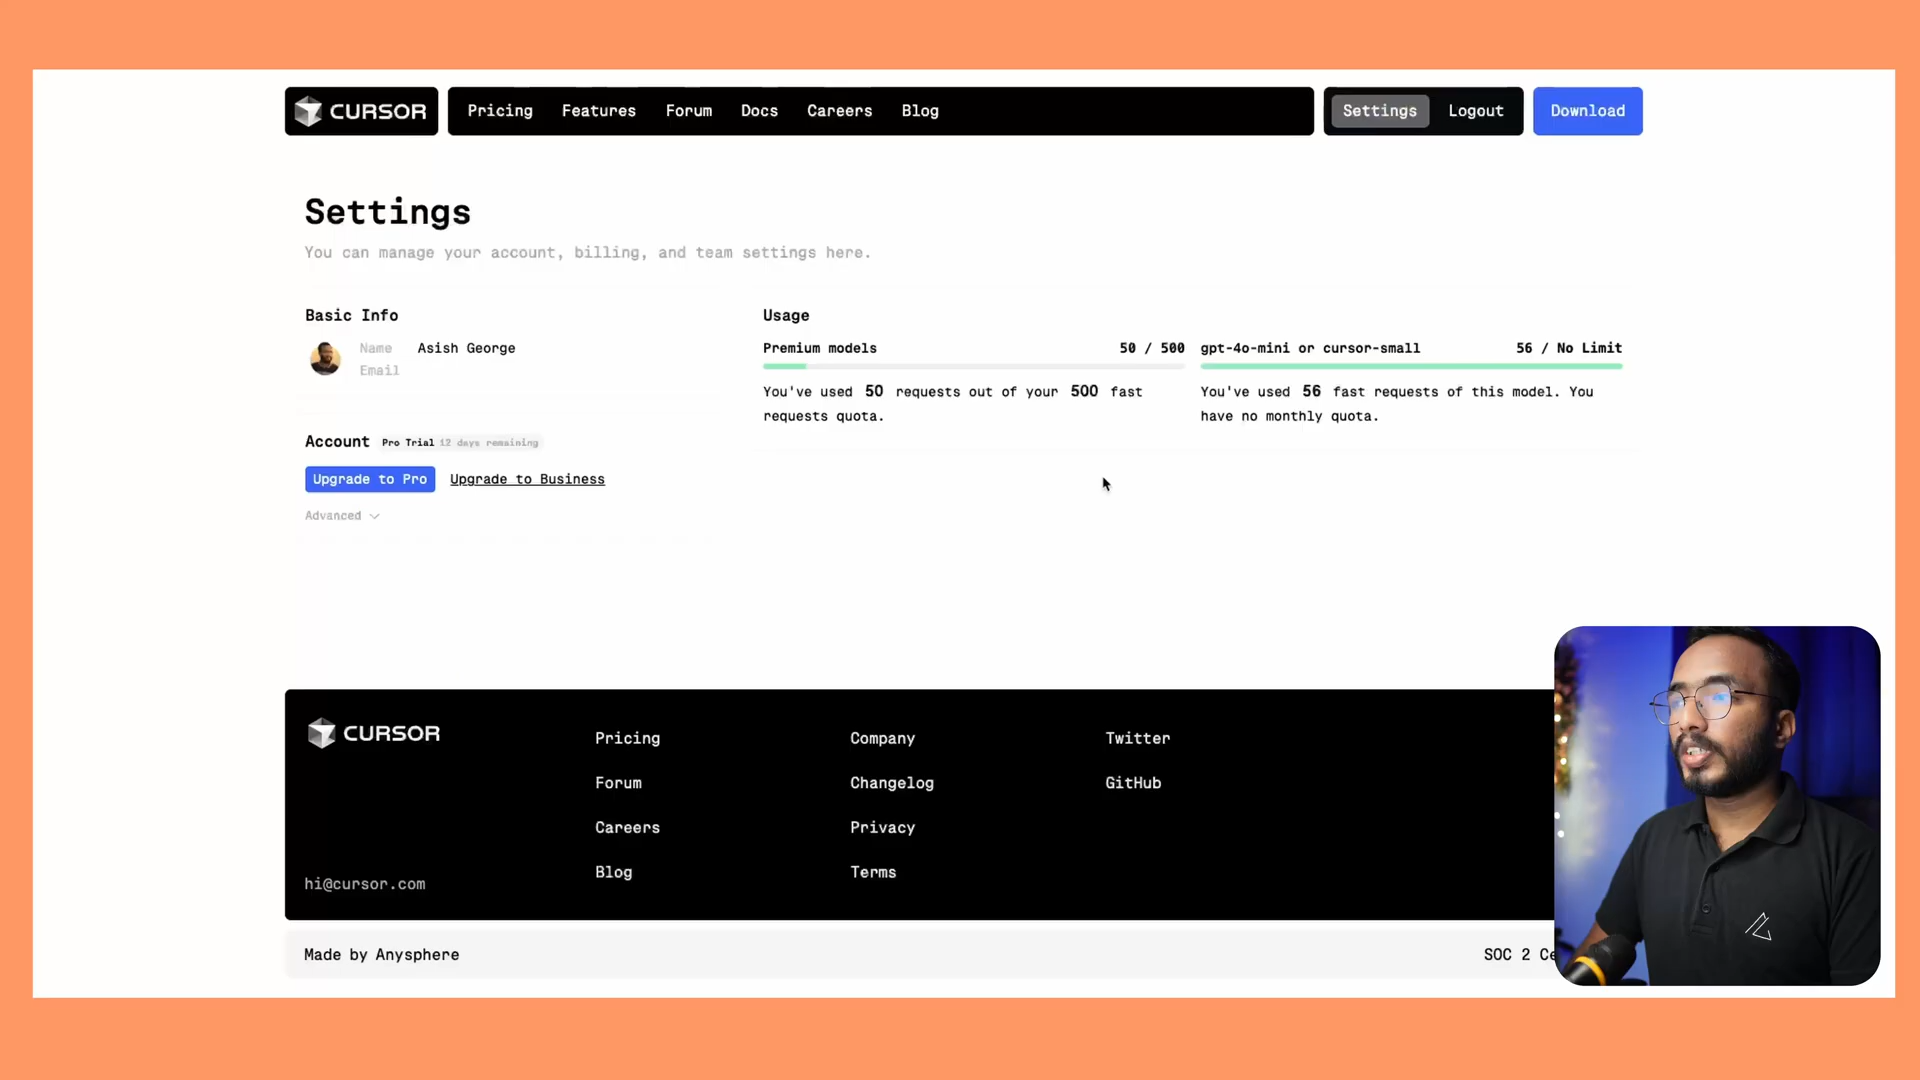 CURSOR
Pricing Features Forum Docs Careers Blog
Settings Logout
Download
Settings
You can manage your account, billing, and team settings here.
Basic Info
Name Asish George
Email
Account Pro Trial 12 days remaining
Upgrade to Pro Upgrade to Business
Advanced
Usage
Premium models 50 / 500
You've used 50 requests out of your 500 fast
requests quota.
gpt-4o-mini or cursor-small 56 / No Limit
You've used 56 fast requests of this model. You
have no monthly quota.
CURSOR
hi@cursor.com
Pricing
Forum
Careers
Blog
Company
Changelog
Privacy
Terms
Twitter
GitHub
Made by Anysphere
SOC 2